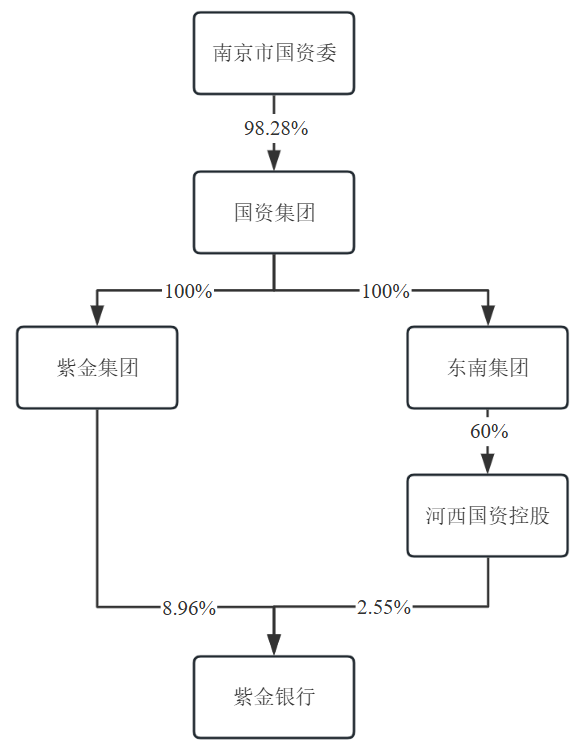 南京市国资委
98.28%
国资集团
100%
100%
紫金集团
东南集团
60%
河西国资控股
8.96%
2.55%
紫金银行